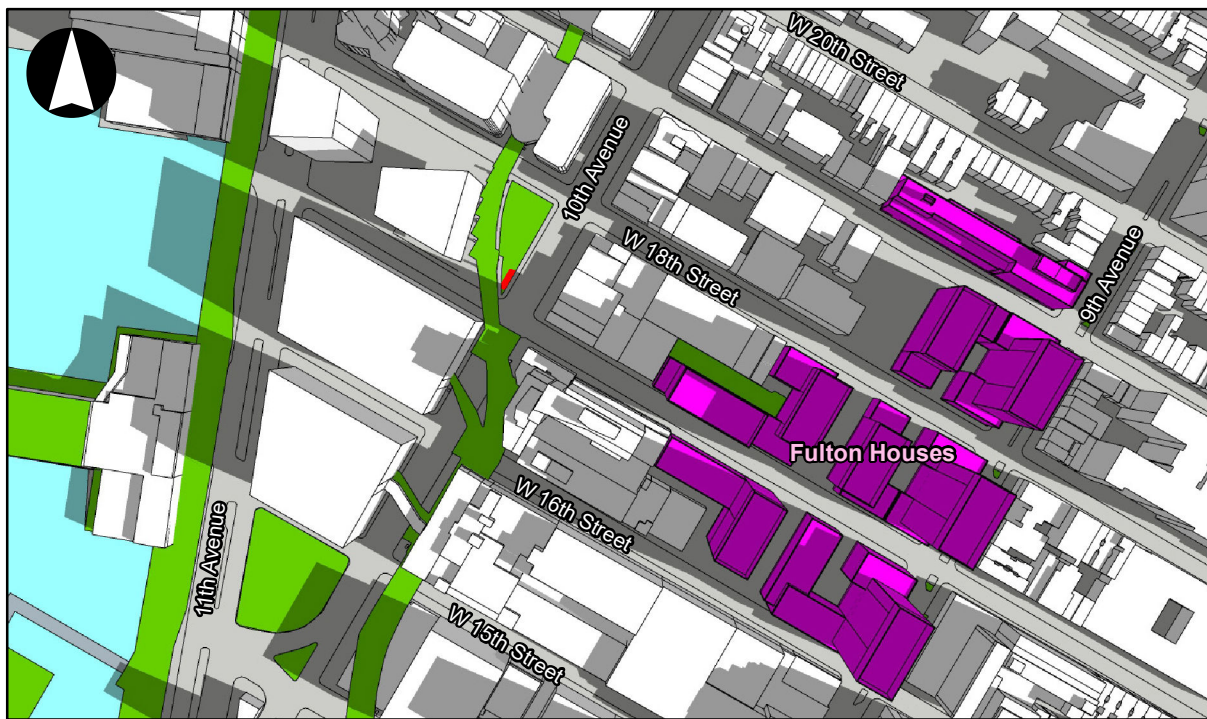 W 20th Street
10th Avenue
W 18th Street
9th Avenue
Fulton Houses
W 16th Street
11th Avenue
W 15th Street